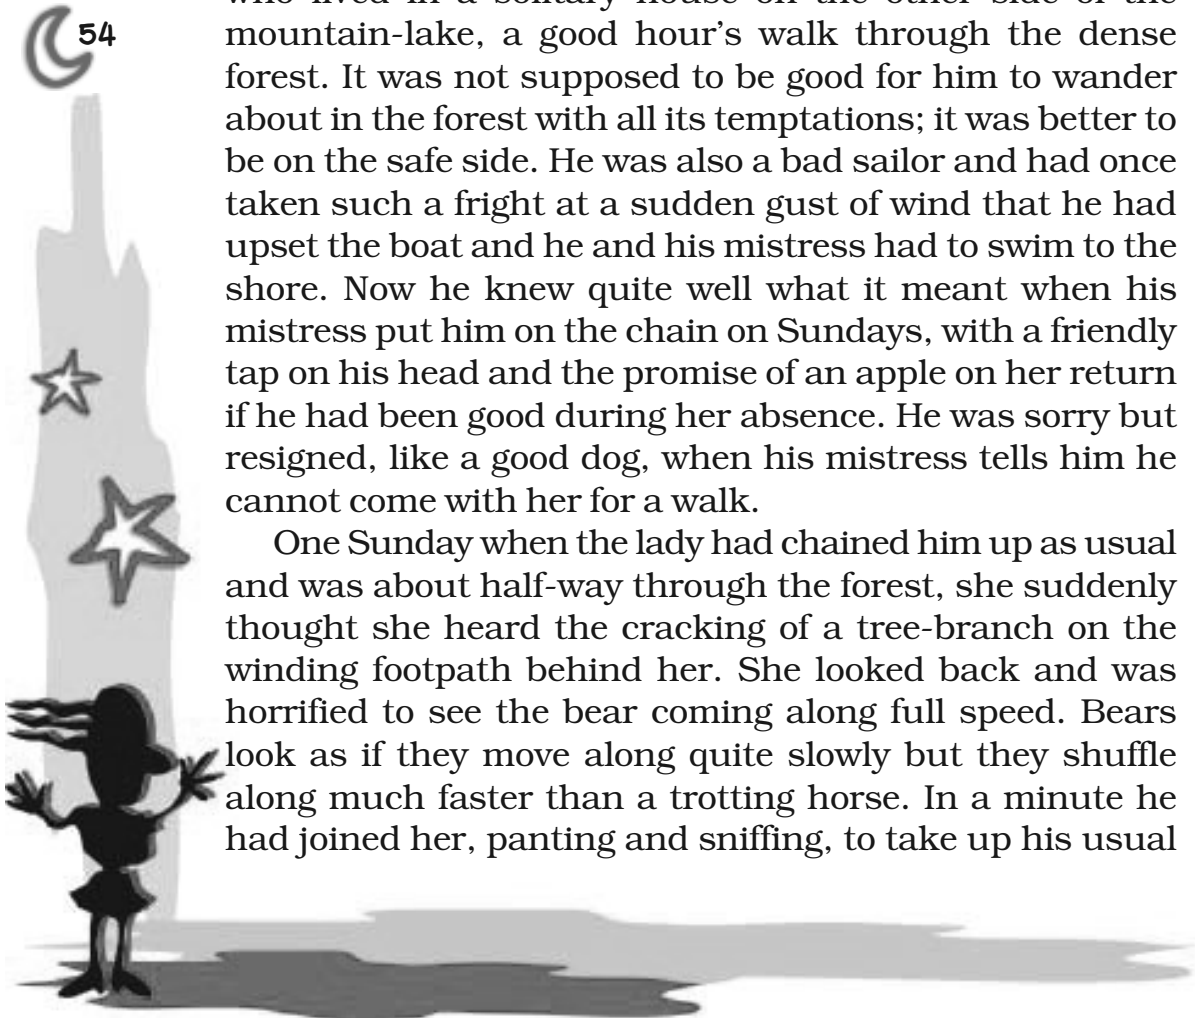 54
who lived in a solitary house on the other side of the
mountain-lake, a good hour's walk through the dense
forest. It was not supposed to be good for him to wander
about in the forest with all its temptations; it was better to
be on the safe side. He was also a bad sailor and had once
taken such a fright at a sudden gust of wind that he had
upset the boat and he and his mistress had to swim to the
shore. Now he knew quite well what it meant when his
mistress put him on the chain on Sundays, with a friendly
tap on his head and the promise of an apple on her return
if he had been good during her absence. He was sorry but
resigned, like a good dog, when his mistress tells him he
cannot come with her for a walk.
One Sunday when the lady had chained him up as usual
and was about half-way through the forest, she suddenly
thought she heard the cracking of a tree-branch on the
winding footpath behind her. She looked back and was
horrified to see the bear coming along full speed. Bears
look as if they move along quite slowly but they shuffle
along much faster than a trotting horse. In a minute he
had joined her, panting and sniffing, to take up his usual